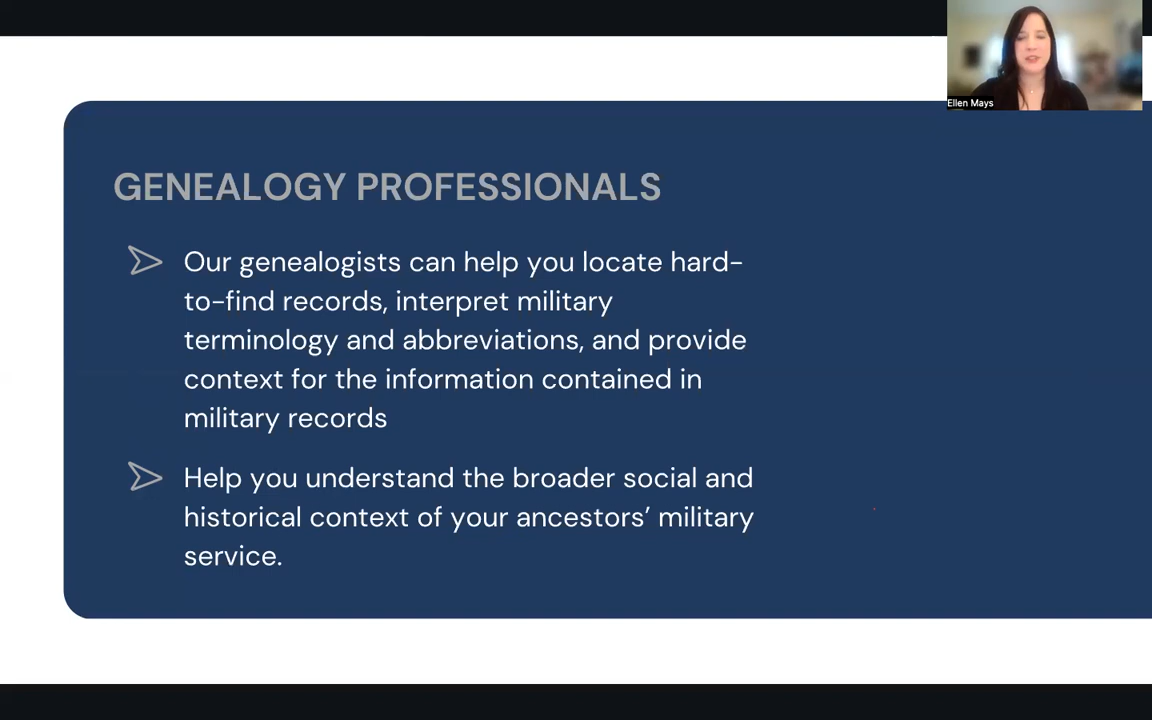 Ellen Mays
GENEALOGY PROFESSIONALS
Our genealogists can help you locate hard-
to-find records, interpret military
terminology and abbreviations, and provide
context for the information contained in
military records
Help you understand the broader social and
historical context of your ancestors’ military
service.